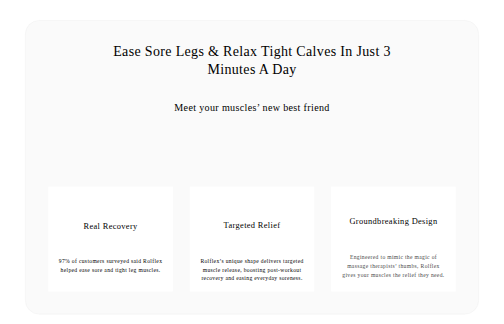 Ease Sore Legs & Relax Tight Calves In Just 3
Minutes A Day
Meet your muscles’ new best friend
Real Recovery
97% of customers surveyed said Rolflex
helped ease sore and tight leg muscles.
Targeted Relief
Rolflex’s unique shape delivers targeted
muscle release, boosting post-workout
recovery and easing everyday soreness.
Groundbreaking Design
Engineered to mimic the magic of
massage therapists’ thumbs. Rolflex
gives your muscles the relief they need.